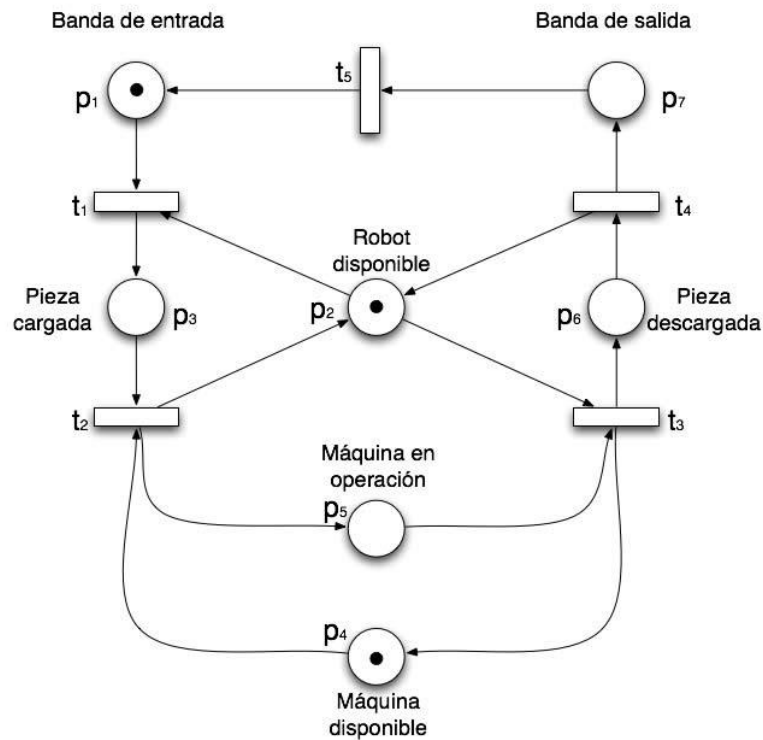 Banda de entrada
Banda de salida
t5
p1
p7
t1
t4
Robot
disponible
Pieza
cargada
p3
p2
p6
Pieza
descargada
t2
t3
Máquina en
operación
p5
p4
Máquina
disponible